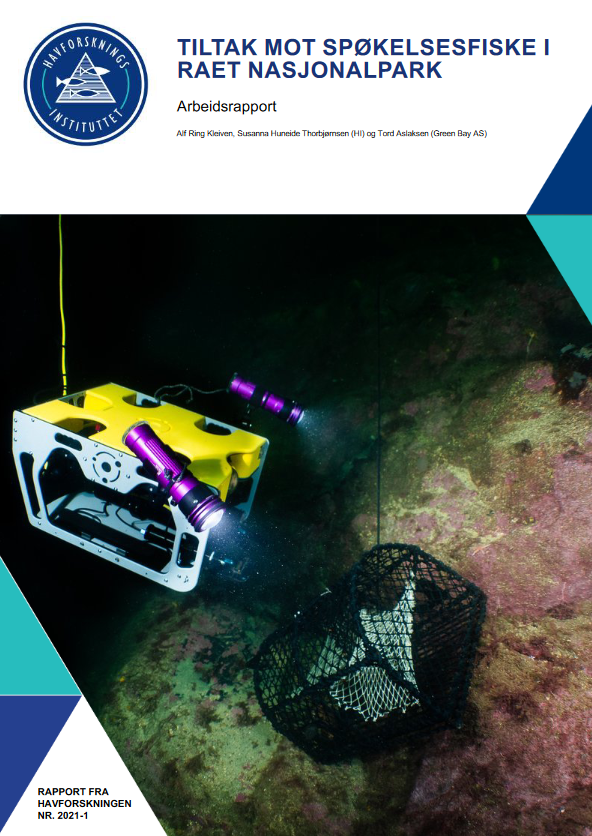 HAVFORSKNINGS
INSTITUTTET
TILTAK MOT SPØKELSESFISKE I
RAET NASJONALPARK
Arbeidsrapport
Alf Ring Kleiven, Susanna Huneide Thorbjørnsen (HI) og Tord Aslaksen (Green Bay AS)
RAPPORT FRA
HAVFORSKNINGEN
NR. 2021-1